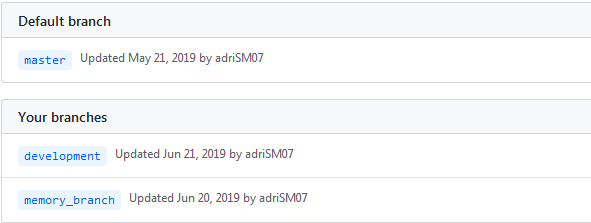 Default branch
master Updated May 21, 2019 by adriSM07
Your branches
development Updated Jun 21, 2019 by adriSM07
memory_branch Updated Jun 20, 2019 by adriSM07